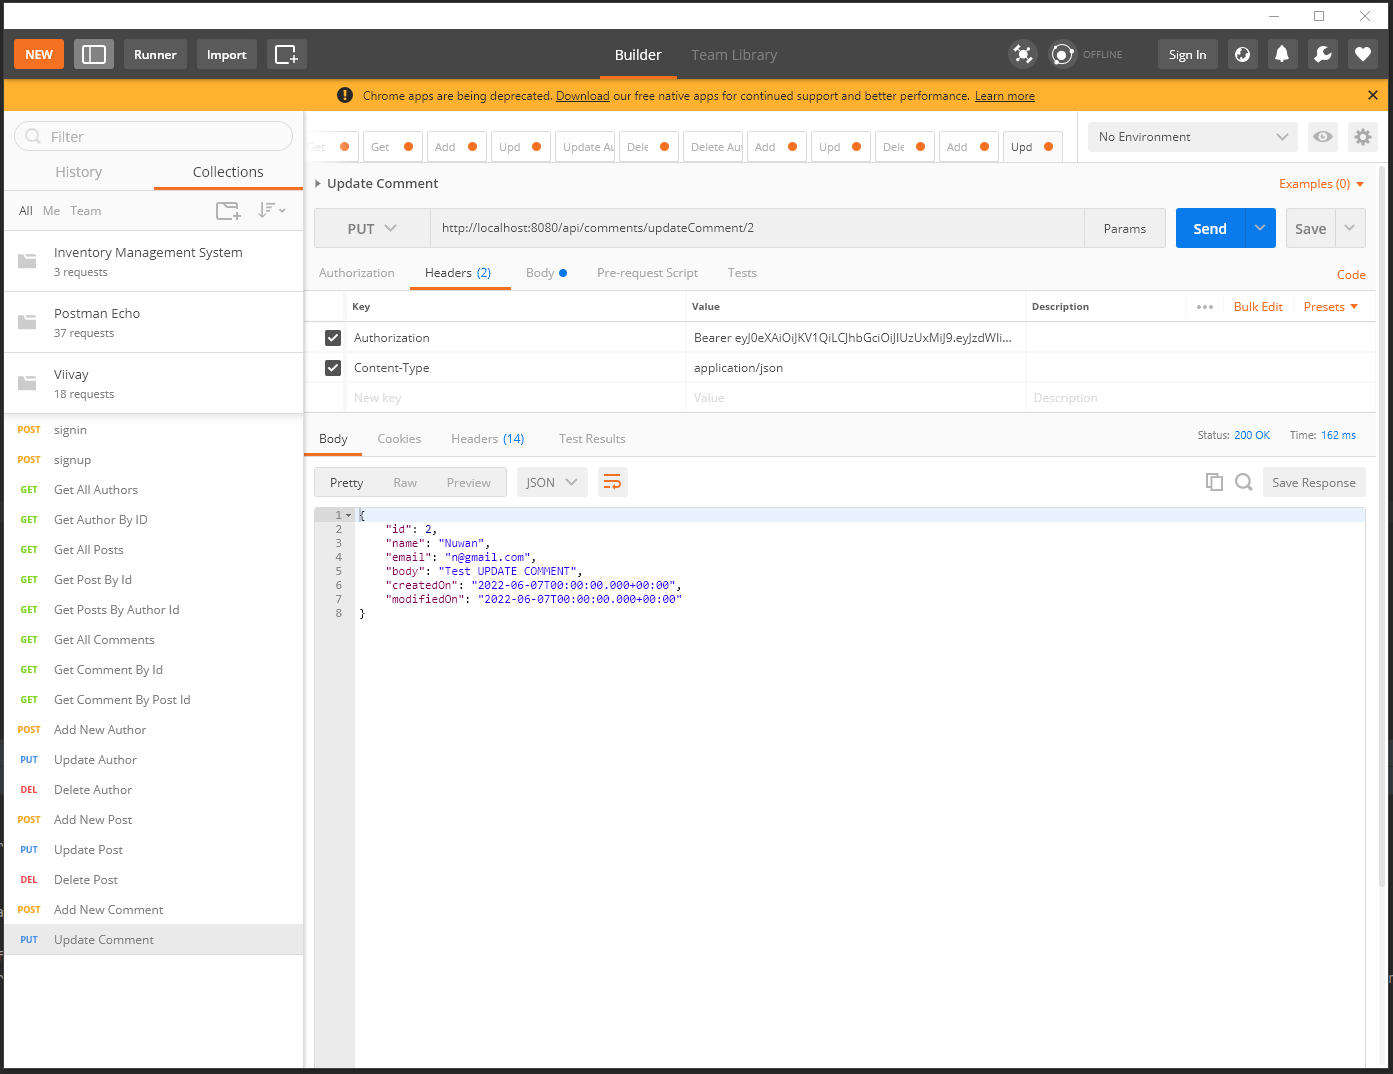 NEW Runner Import Builder Team Library OFFLINE Sign In
Chrome apps are being deprecated. Download our free native apps for continued support and better performance. Learn more
Filter
History Collections
All Me Team
Inventory Management System
3 requests
Postman Echo
37 requests
Viivay
18 requests
POST signin
POST signup
GET Get All Authors
GET Get Author By ID
GET Get All Posts
GET Get Post By Id
GET Get Posts By Author Id
GET Get All Comments
GET Get Comment By Id
GET Get Comment By Post Id
POST Add New Author
PUT Update Author
DEL Delete Author
POST Add New Post
PUT Update Post
DEL Delete Post
POST Add New Comment
PUT Update Comment
Get Get Add Upd Update Au Dele Delete Aut Add Upd Dele Add Upd
No Environment
Update Comment
Examples (0)
PUT http://localhost:8080/api/comments/updateComment/2 Params Send Save
Authorization Headers (2) Body Pre-request Script Tests Code
Key Value Description Bulk Edit Presets
Authorization Bearer eyJ0eXAiOiJKV1QiLCJhbGciOiJIUzUxMiJ9.eyJzdWIi...
Content-Type application/json
New key Value Description
Body Cookies Headers (14) Test Results Status: 200 OK Time: 162 ms
Pretty Raw Preview JSON Save Response
1 {
2 "id": 2,
3 "name": "Nuwan",
4 "email": "n@gmail.com",
5 "body": "Test UPDATE COMMENT",
6 "createdOn": "2022-06-07T00:00:00.000+00:00",
7 "modifiedOn": "2022-06-07T00:00:00.000+00:00"
8 }